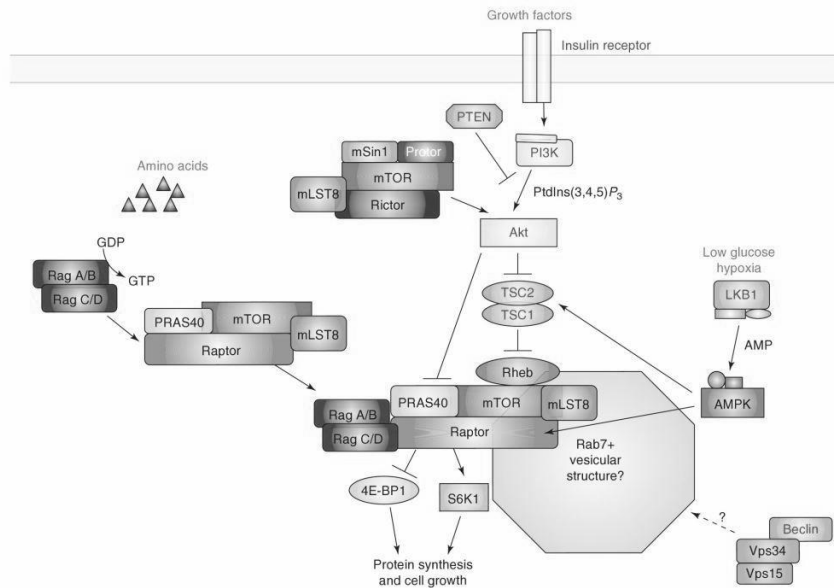 Growth factors
Insulin receptor
PTEN
PI3K
mSin1
Protor
mTOR
mLST8
Rictor
PtdIns(3,4,5)P3
Akt
Amino acids
GDP
GTP
Rag A/B
Rag C/D
PRAS40
mTOR
mLST8
Raptor
TSC2
TSC1
Low glucose
hypoxia
LKB1
AMP
AMPK
Rheb
Rag A/B
Rag C/D
PRAS40
mTOR
mLST8
Raptor
Rab7+
vesicular
structure?
4E-BP1
S6K1
?
Beclin
Vps34
Vps15
Protein synthesis
and cell growth